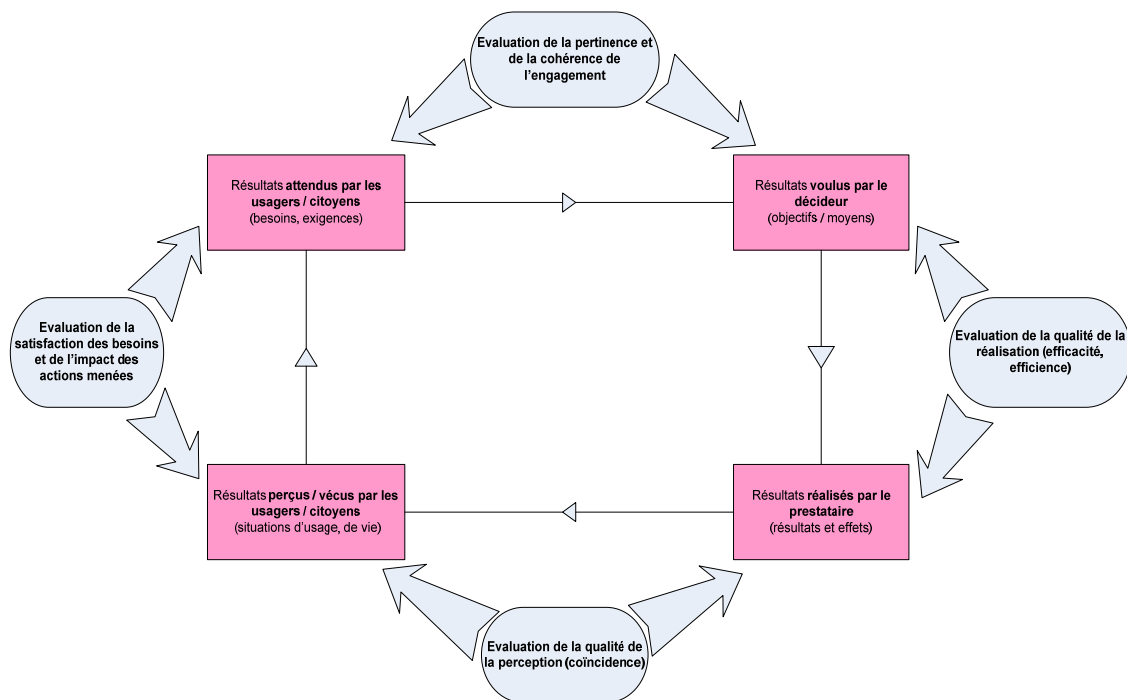 Evaluation de la pertinence et
de la cohérence de
l'engagement
Résultats attendus par les
usagers / citoyens
(besoins, exigences)
Résultats voulus par le
décideur
(objectifs / moyens)
Evaluation de la
satisfaction des besoins
et de l'impact des
actions menées
Evaluation de la qualité de la
réalisation (efficacité,
efficience)
Résultats perçus / vécus par les
usagers / citoyens
(situations d'usage, de vie)
Résultats réalisés par le
prestataire
(résultats et effets)
Evaluation de la qualité de
la perception (coïncidence)